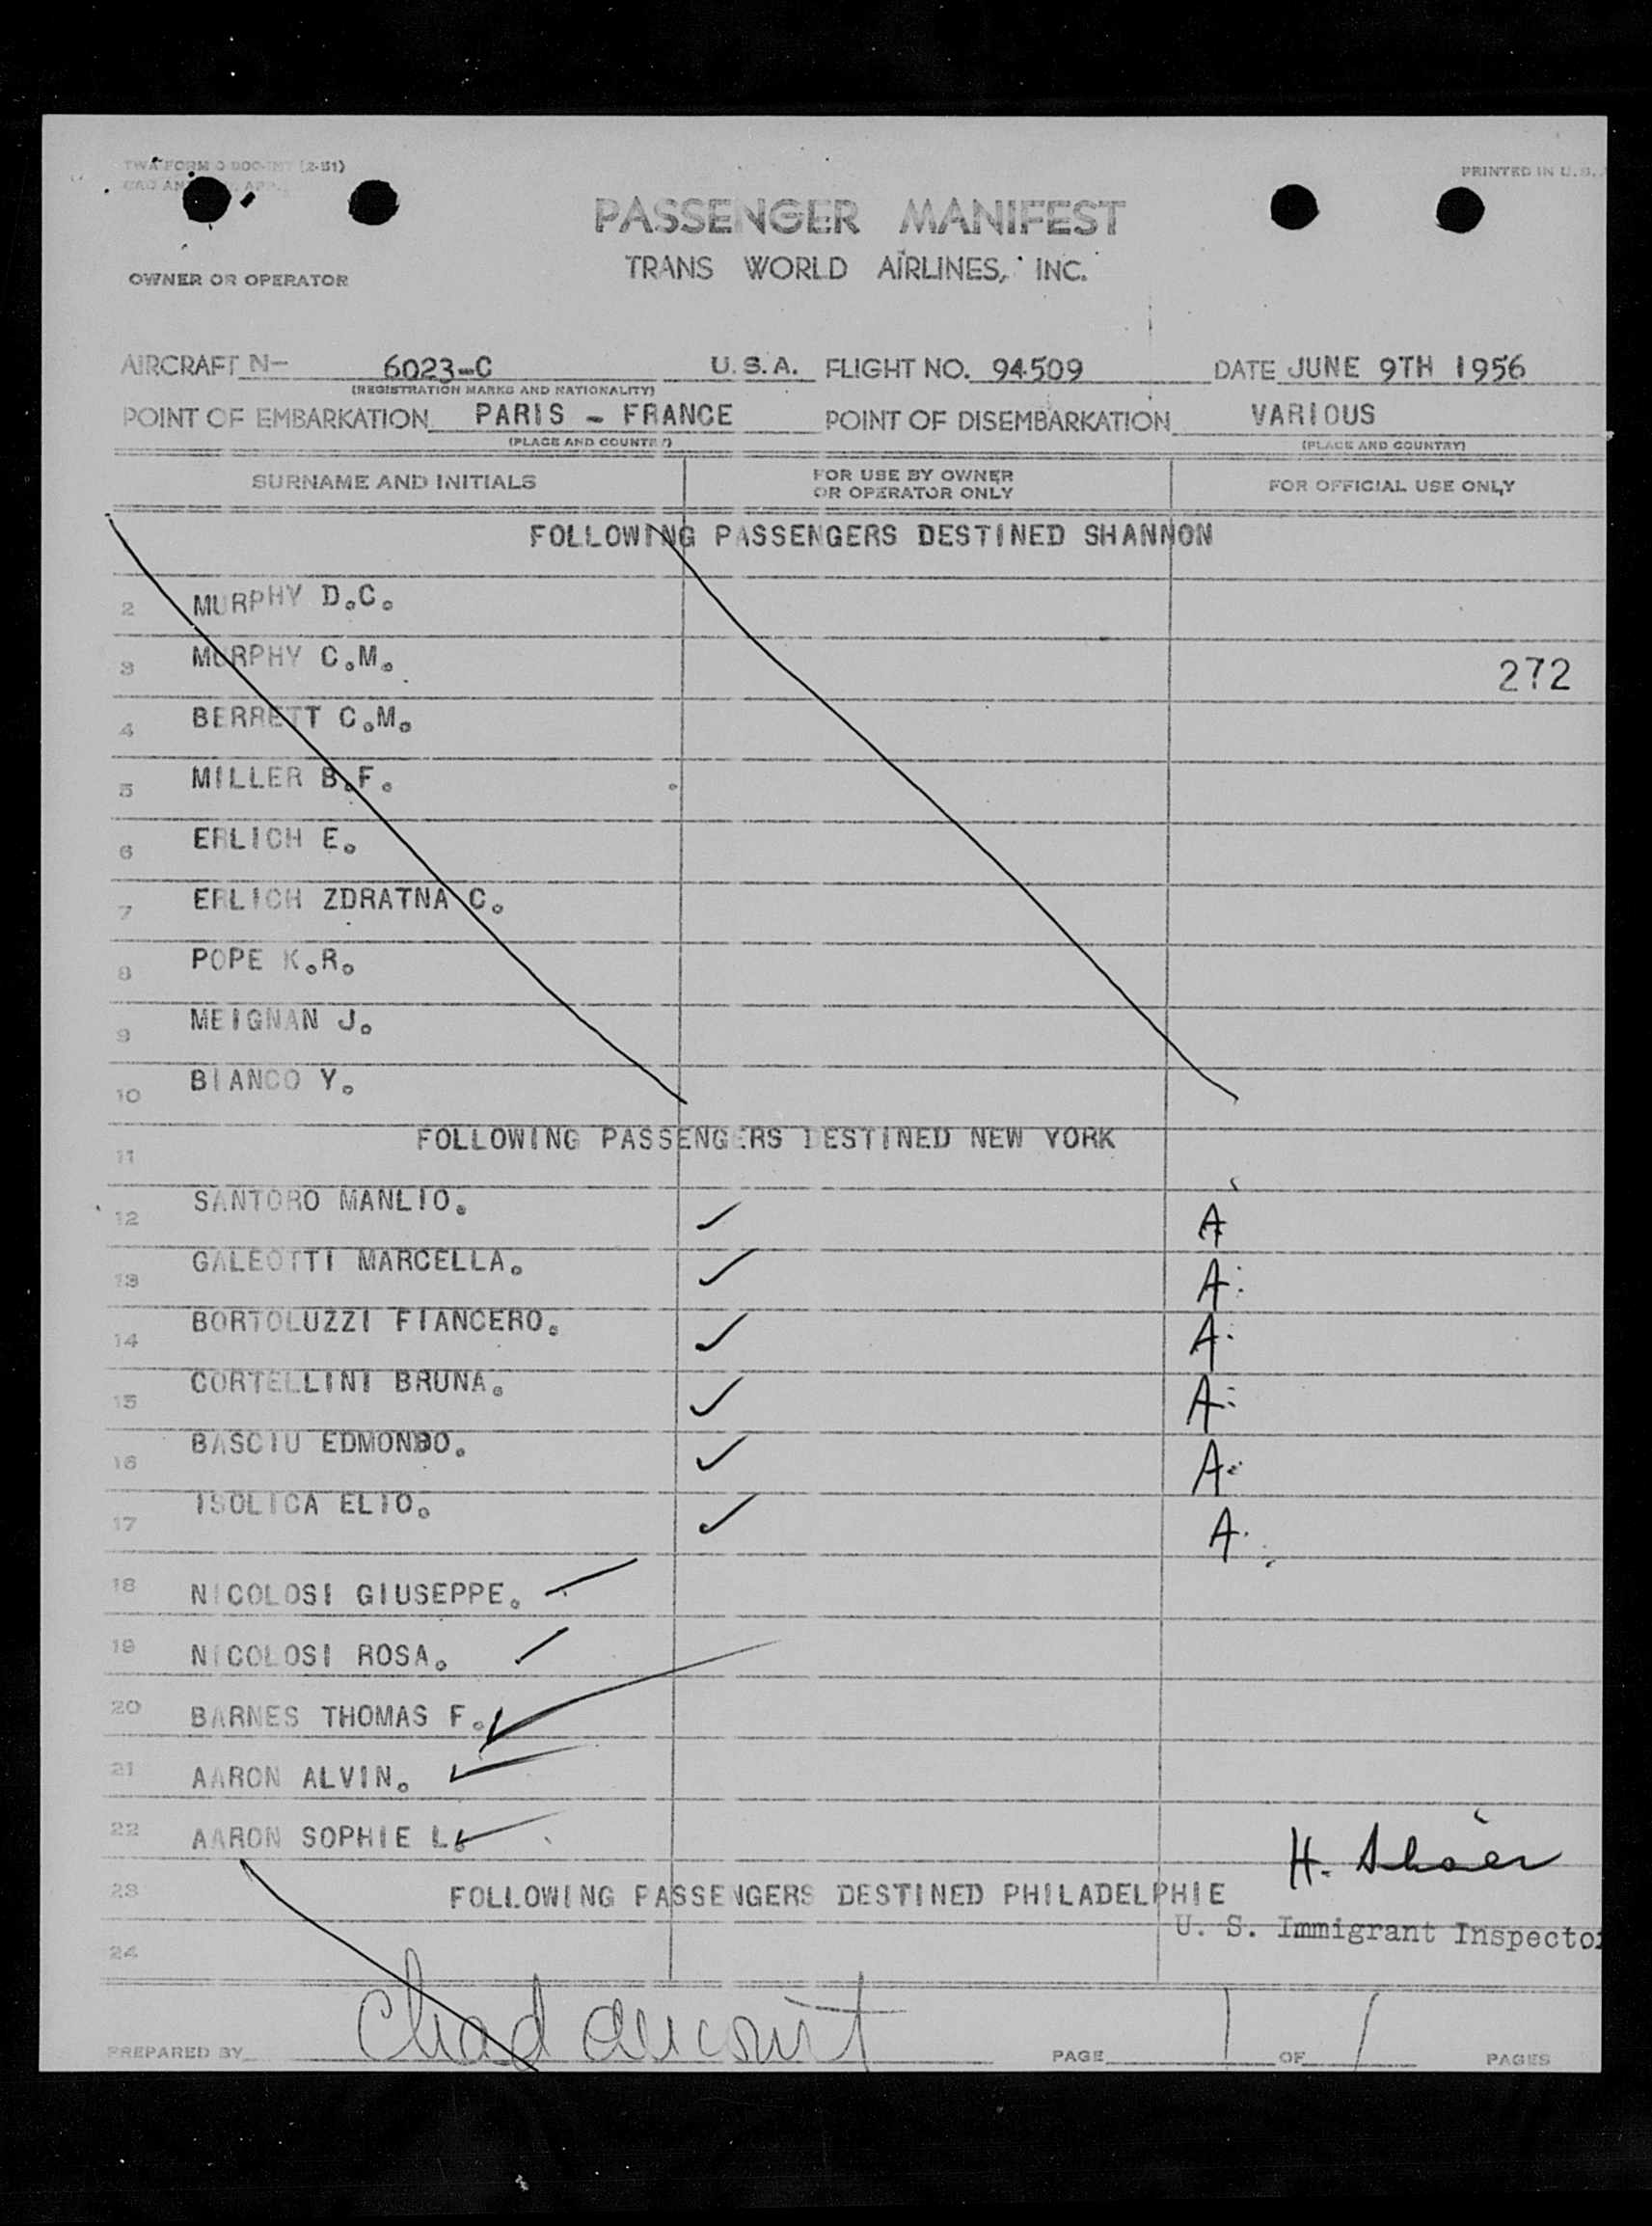 TWA FORM O 800-INT (2-51)
PRINTED IN U.S.
PASSENGER MANIFEST
TRANS WORLD AIRLINES, INC.
OWNER OR OPERATOR
AIRCRAFT N- 6023-C U.S.A. FLIGHT NO. 94509 DATE JUNE 9TH 1956
(REGISTRATION MARKS AND NATIONALITY)
POINT OF EMBARKATION PARIS - FRANCE POINT OF DISEMBARKATION VARIOUS
(PLACE AND COUNTRY) (PLACE AND COUNTRY)
SURNAME AND INITIALS FOR USE BY OWNER OR OPERATOR ONLY FOR OFFICIAL USE ONLY
FOLLOWING PASSENGERS DESTINED SHANNON
2 MURPHY D.C.
3 MURPHY C.M. 272
4 BERRETT C.M.
5 MILLER B.F.
6 ERLICH E.
7 ERLICH ZDRATNA C.
8 POPE K.R.
9 MEIGNAN J.
10 BIANCO Y.
11 FOLLOWING PASSENGERS DESTINED NEW YORK
12 SANTORO MANLIO. ✓ A
13 GALEOTTI MARCELLA. ✓ A
14 BORTOLUZZI FIANCERO. ✓ A
15 CORTELLINI BRUNA. ✓ A
16 BASCIU EDMONDO. ✓ A
17 ISOLICA ELIO. ✓ A
18 NICOLOSI GIUSEPPE.
19 NICOLOSI ROSA.
20 BARNES THOMAS F. ✓
21 AARON ALVIN. ✓
22 AARON SOPHIE L. ✓
H.
23 FOLLOWING PASSENGERS DESTINED PHILADELPHIE
U. S. Immigrant Inspector
24
PREPARED BY PAGE 1 OF 1 PAGES